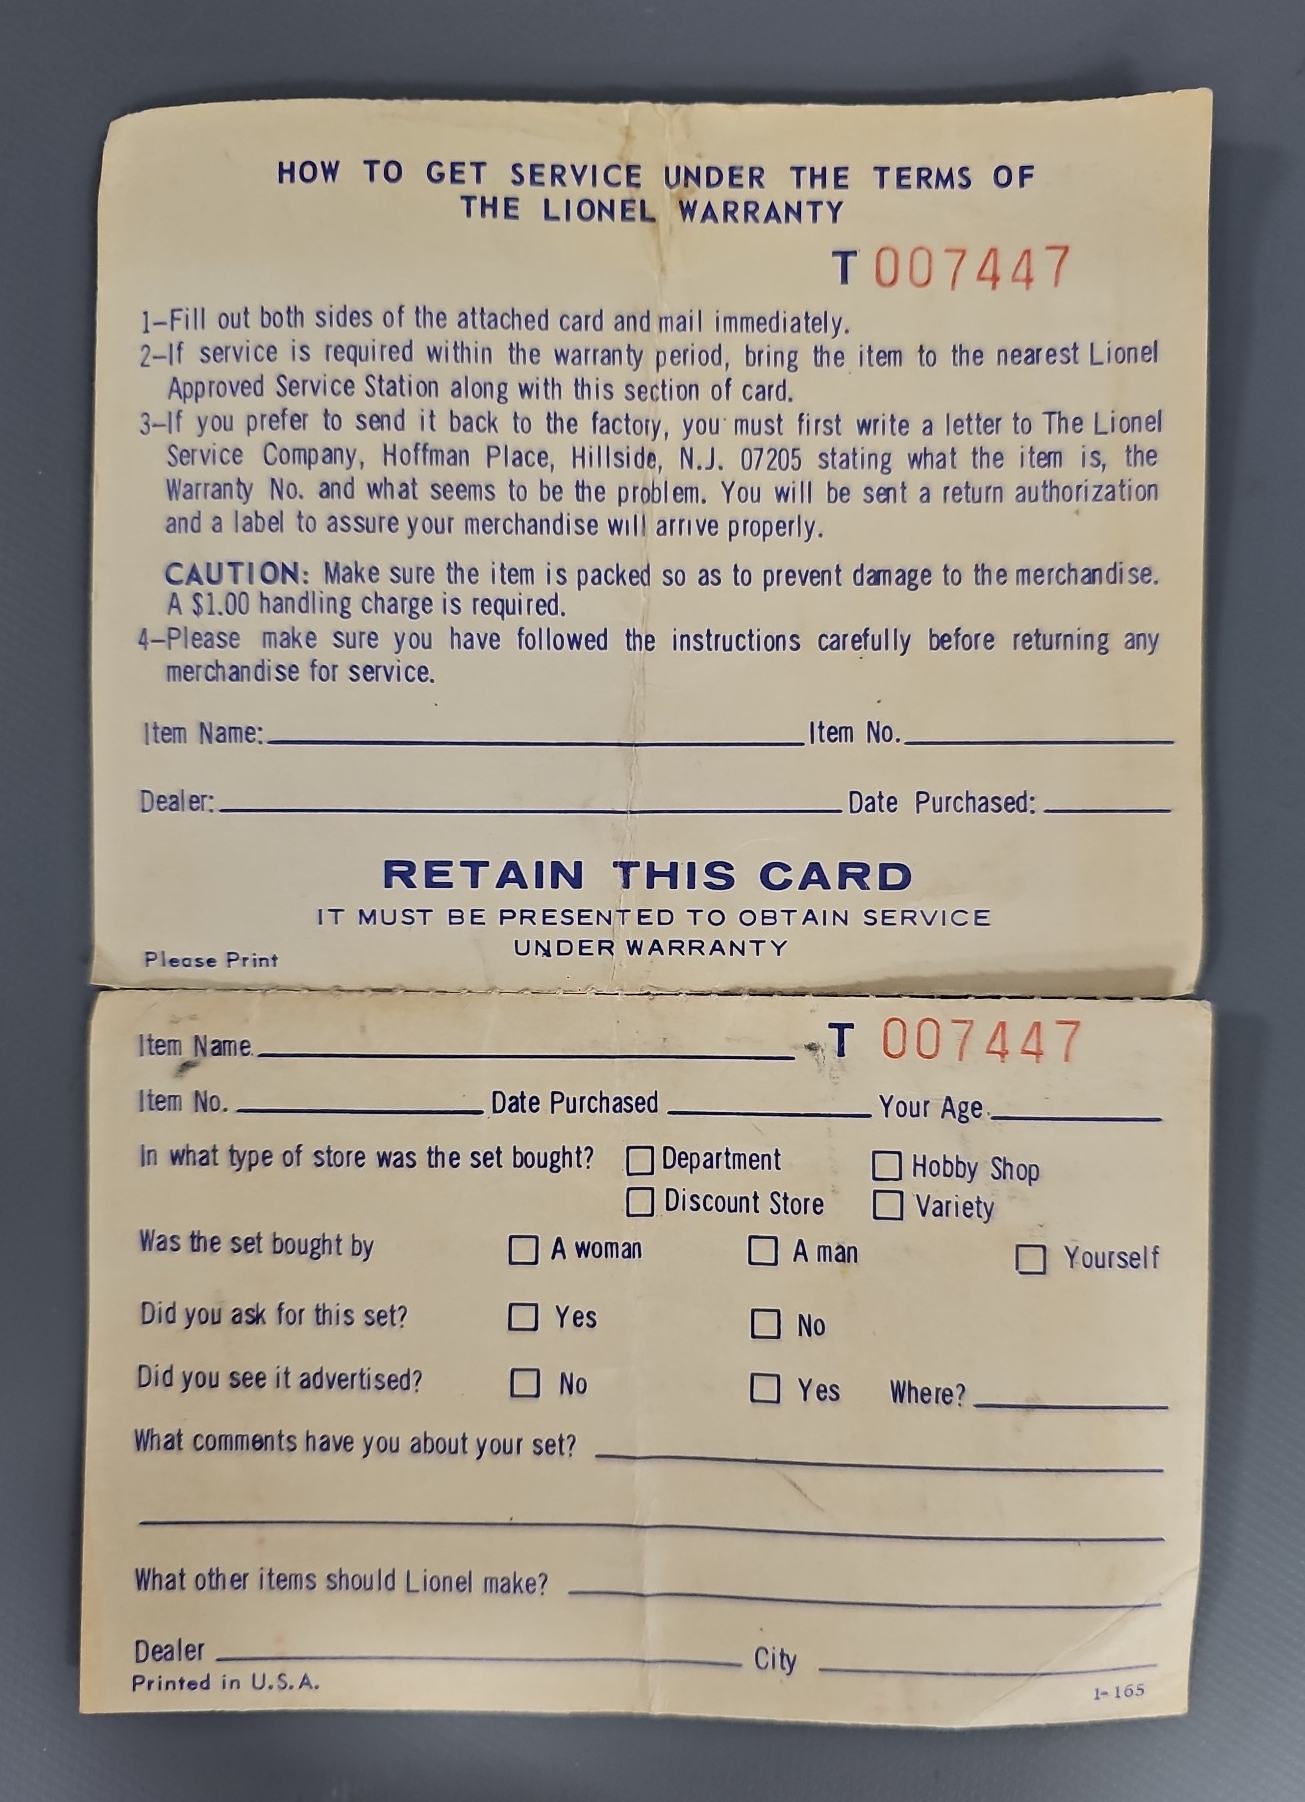 HOW TO GET SERVICE UNDER THE TERMS OF
THE LIONEL WARRANTY
T 007447
1–Fill out both sides of the attached card and mail immediately.
2–If service is required within the warranty period, bring the item to the nearest Lionel
Approved Service Station along with this section of card.
3–If you prefer to send it back to the factory, you must first write a letter to The Lionel
Service Company, Hoffman Place, Hillside, N.J. 07205 stating what the item is, the
Warranty No. and what seems to be the problem. You will be sent a return authorization
and a label to assure your merchandise will arrive properly.
CAUTION: Make sure the item is packed so as to prevent damage to the merchandise.
A $1.00 handling charge is required.
4–Please make sure you have followed the instructions carefully before returning any
merchandise for service.
Item Name: Item No.
Dealer: Date Purchased:
RETAIN THIS CARD
IT MUST BE PRESENTED TO OBTAIN SERVICE
UNDER WARRANTY
Please Print
Item Name T 007447
Item No. Date Purchased Your Age
In what type of store was the set bought? Department Hobby Shop
Discount Store Variety
Was the set bought by A woman A man Yourself
Did you ask for this set? Yes No
Did you see it advertised? No Yes Where?
What comments have you about your set?
What other items should Lionel make?
Dealer City
Printed in U.S.A.
1-165